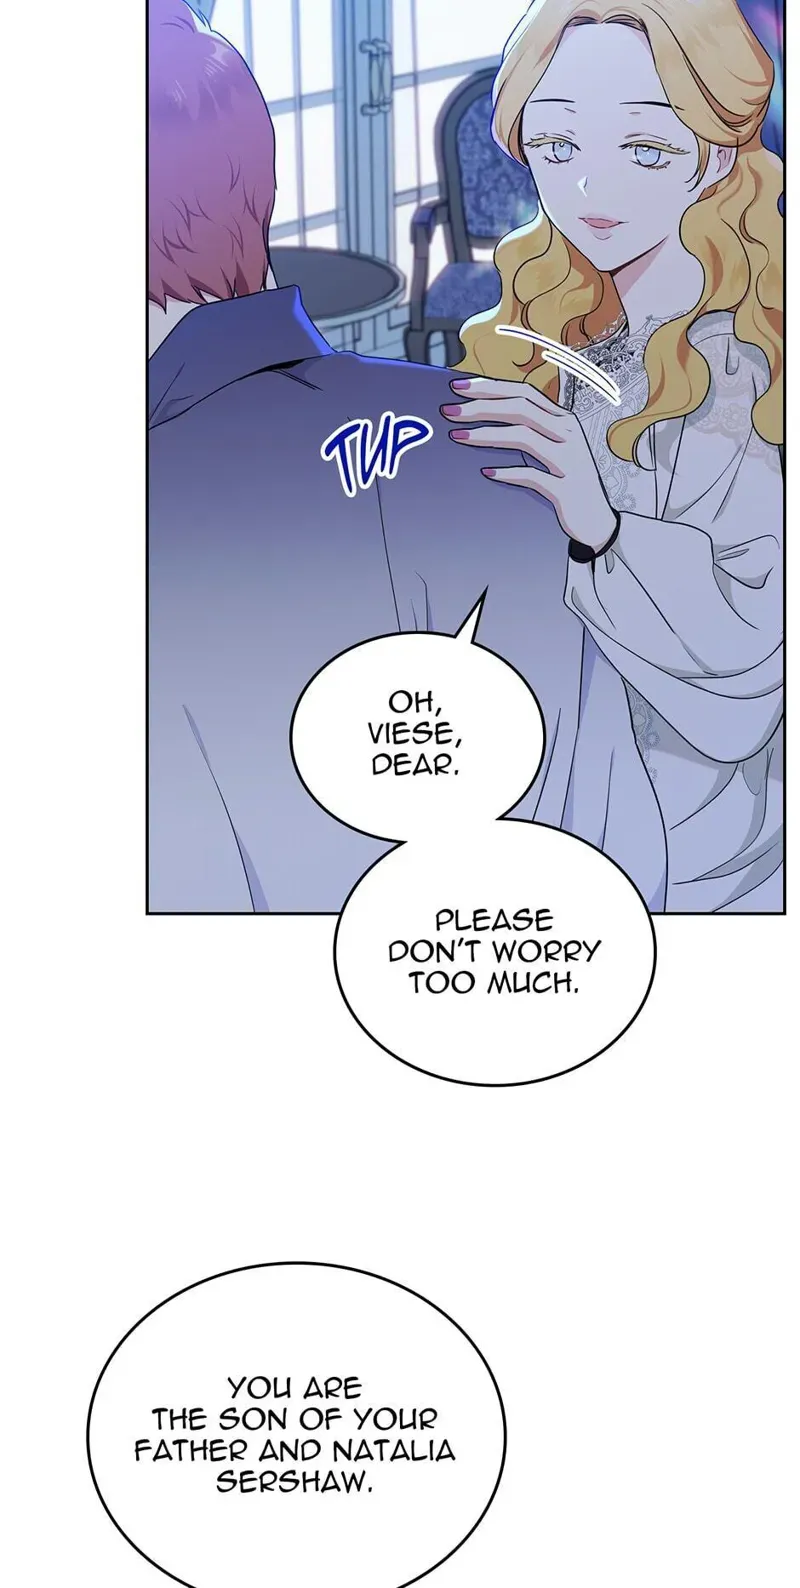 TUP
OH,
VIESE,
DEAR.
PLEASE
DON'T WORRY
TOO MUCH.
YOU ARE
THE SON OF YOUR
FATHER AND NATALIA
SERSHAW.